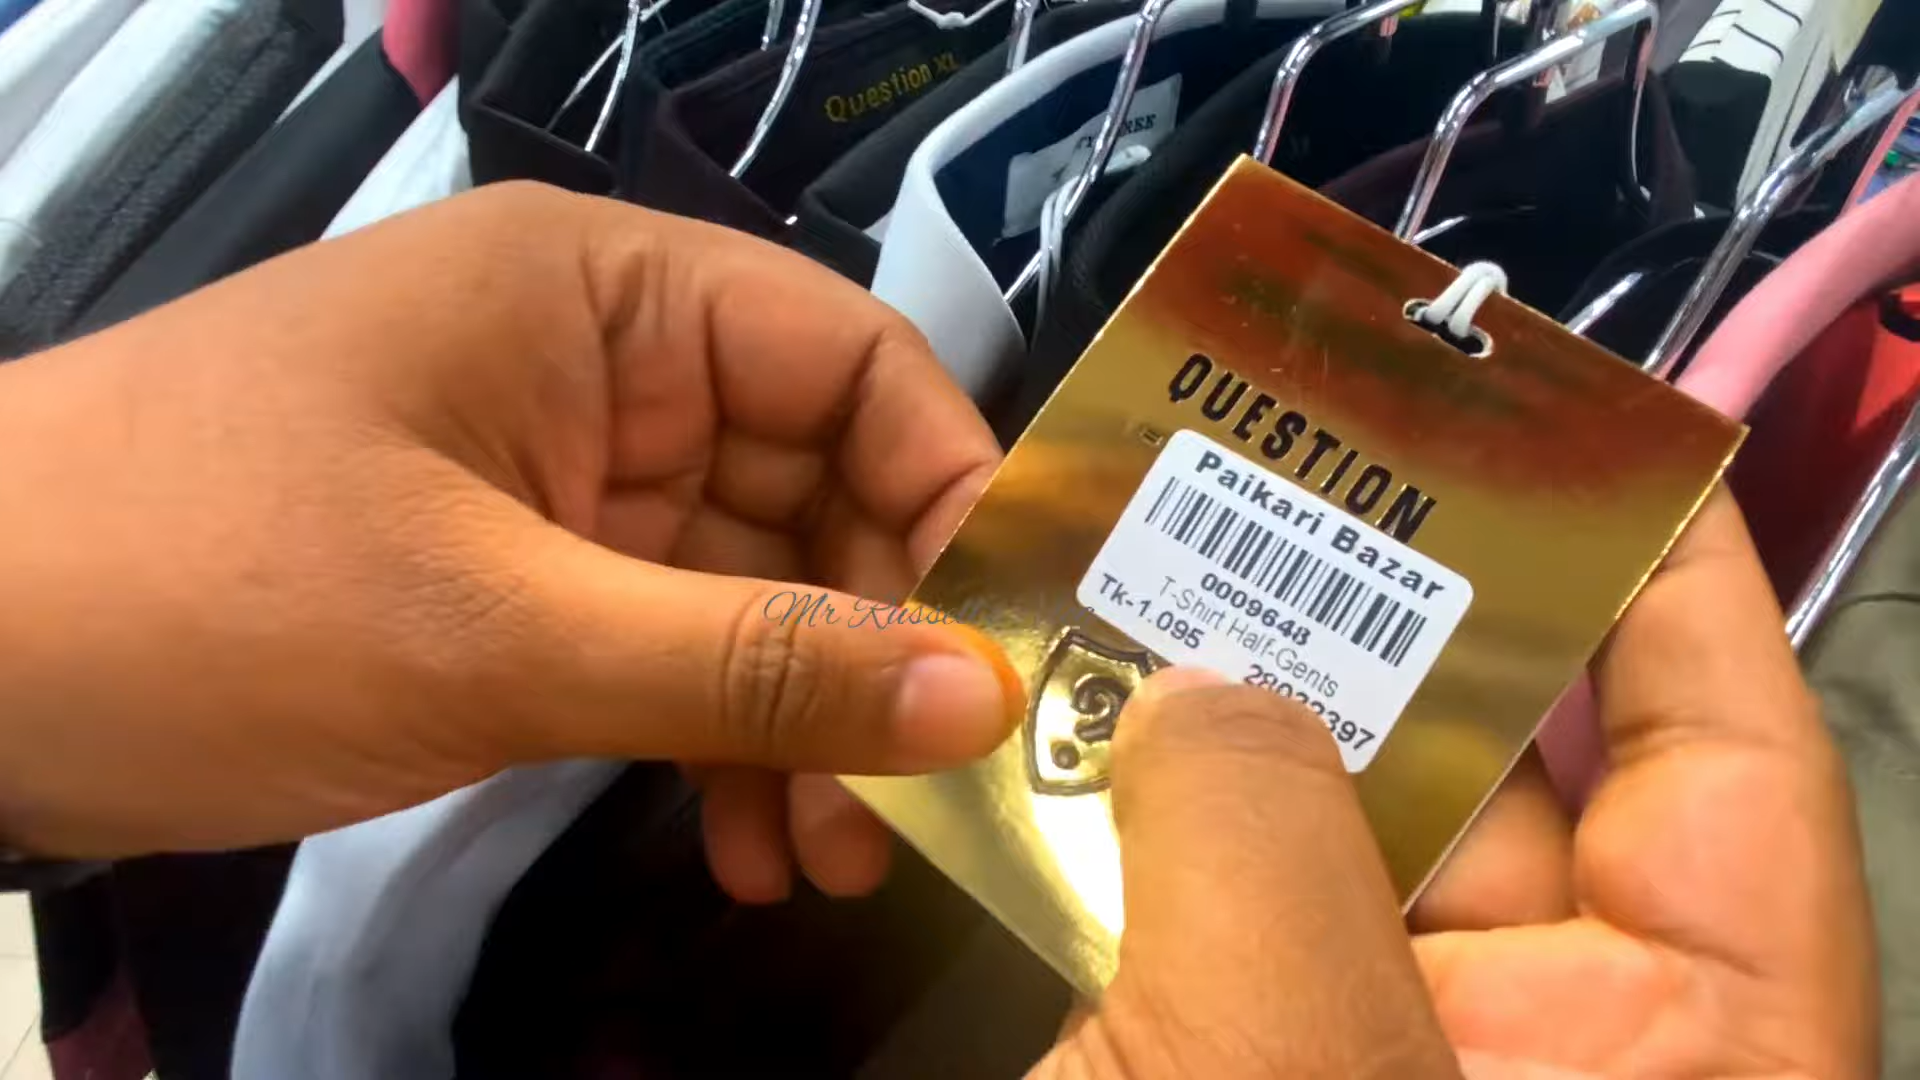 Question XL
QUESTION
Paikari Bazar
0009648
T-Shirt Half-Gents
Tk-1.095